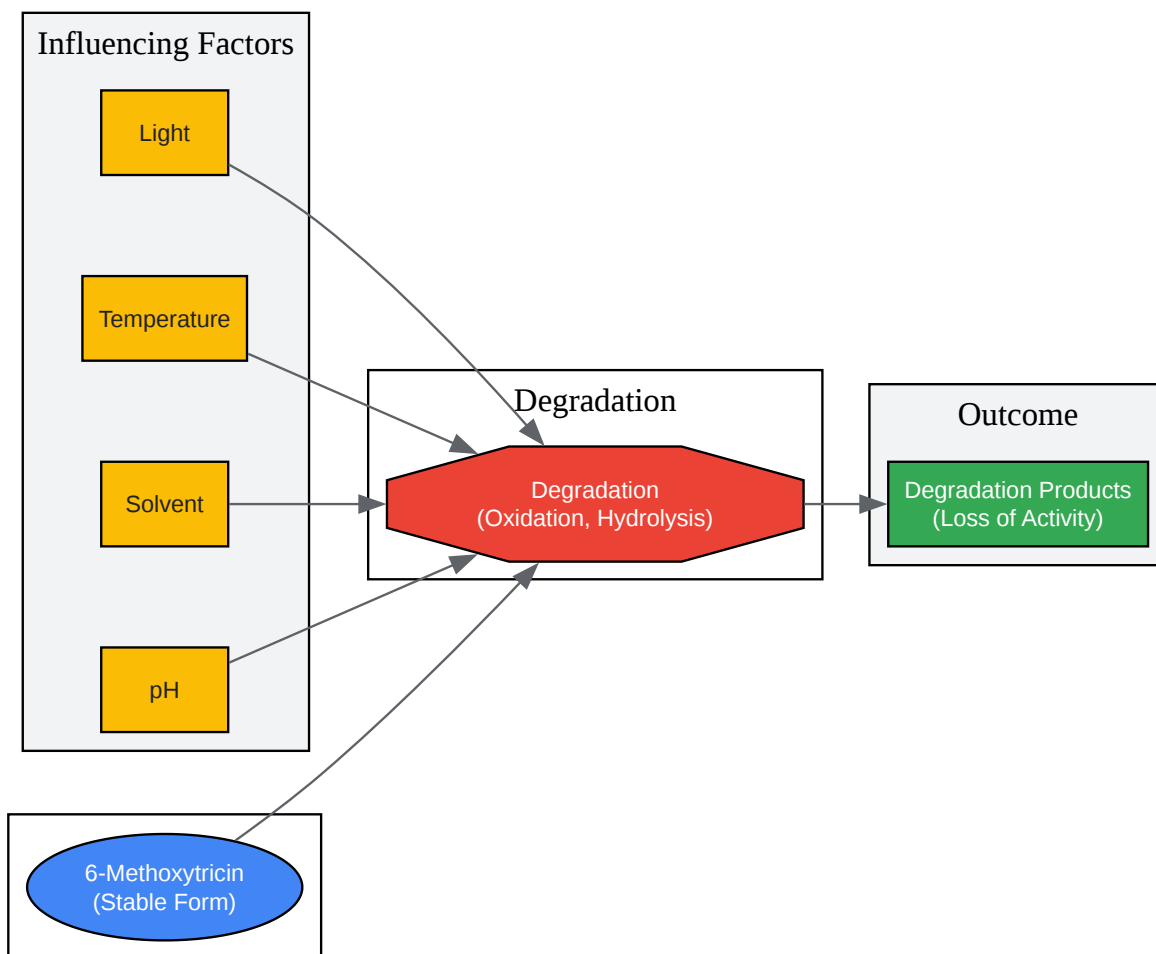 Influencing Factors
Light
Temperature
Solvent
pH
6-Methoxytricin
(Stable Form)
Degradation
Degradation
(Oxidation, Hydrolysis)
Outcome
Degradation Products
(Loss of Activity)